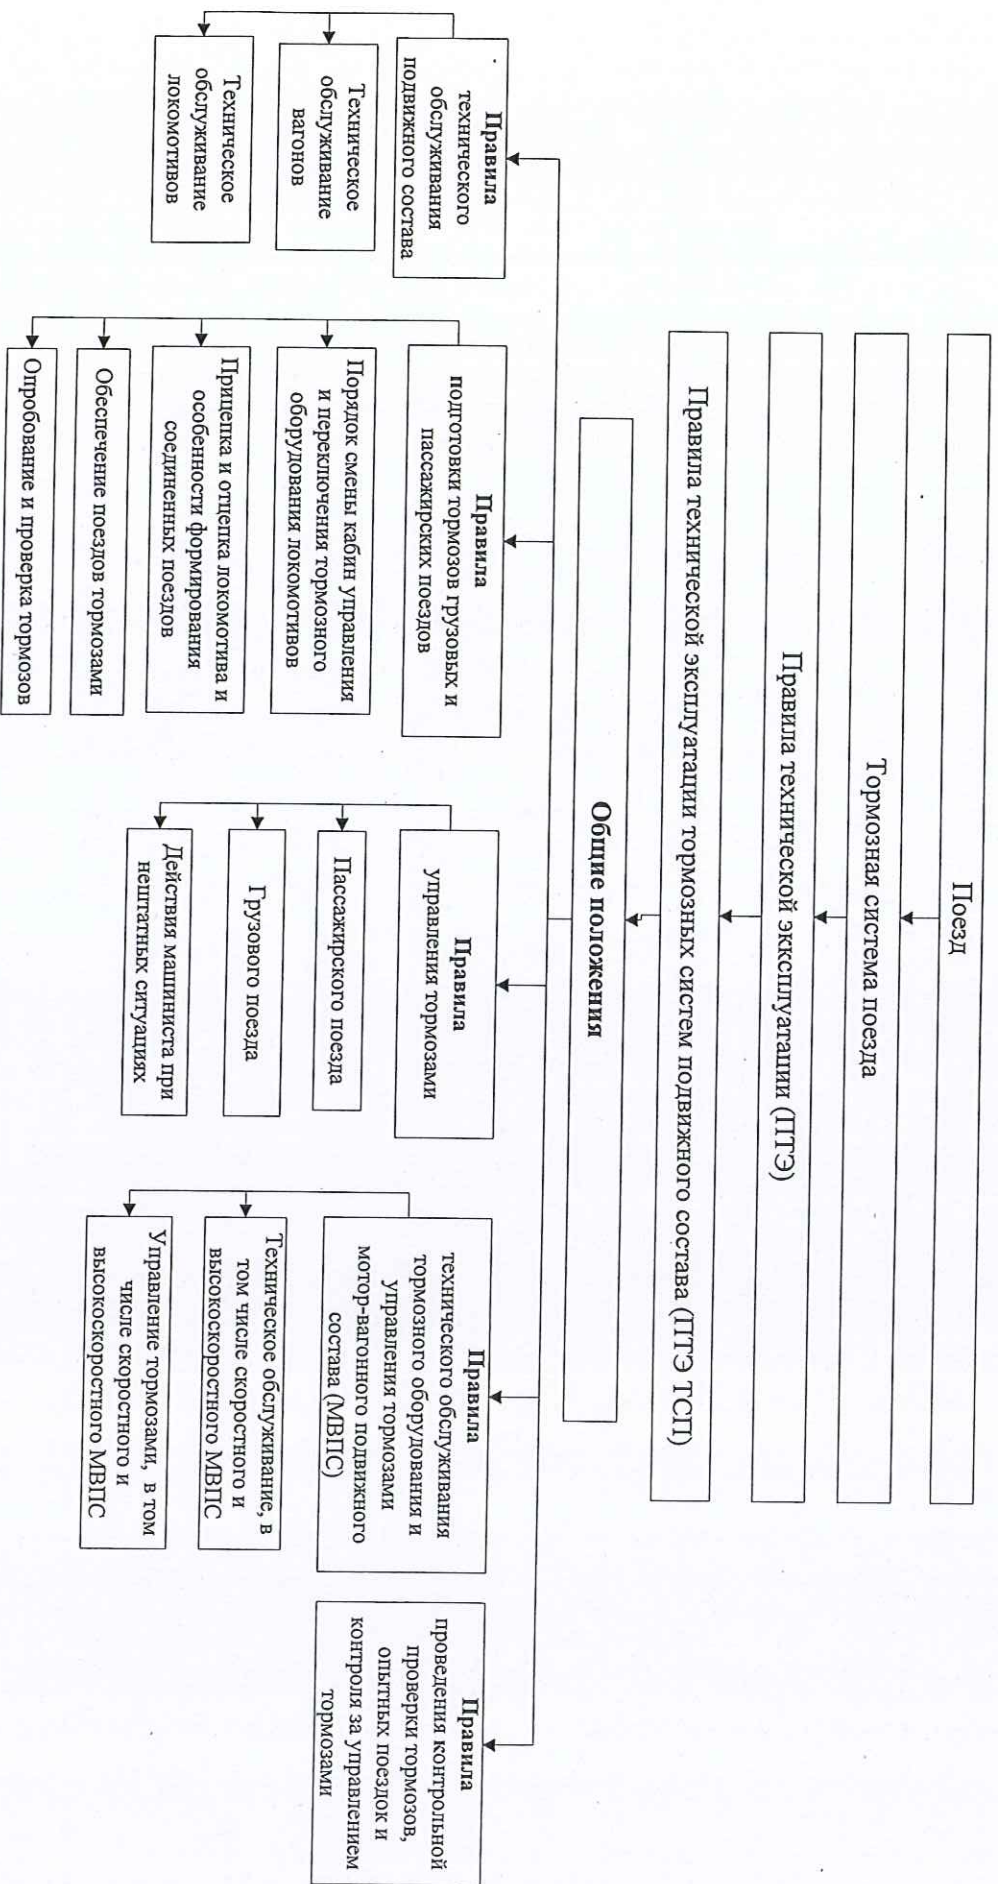 Поезд
Тормозная система поезда
Правила технической экксплуатации (ПТЭ)
Правила технической эксплуатации тормозных систем подвижного состава (ПТЭ ТСП)
Общие положения
Правила
технического
обслуживания
подвижного состава
Техническое
обслуживание
вагонов
Техническое
обслуживание
локомотивов
Правила
подготовки тормозов грузовых и
пассажирских поездов
Порядок смены кабин управления
и переключения тормозного
оборудования локомотивов
Прицепка и отцепка локомотива и
особенности формирования
соединенных поездов
Обеспечение поездов тормозами
Опробование и проверка тормозов
Правила
управления тормозами
Пассажирского поезда
Грузового поезда
Действия машиниста при
нештатных ситуациях
Правила
технического обслуживания
тормозного оборудования и
управления тормозами
мотор-вагонного подвижного
состава (МВПС)
Техническое обслуживание, в
том числе скоростного и
высокоскоростного МВПС
Управление тормозами, в том
числе скоростного и
высокоскоростного МВПС
Правила
проведения контрольной
проверки тормозов,
опытных поездок и
контроля за управлением
тормозами